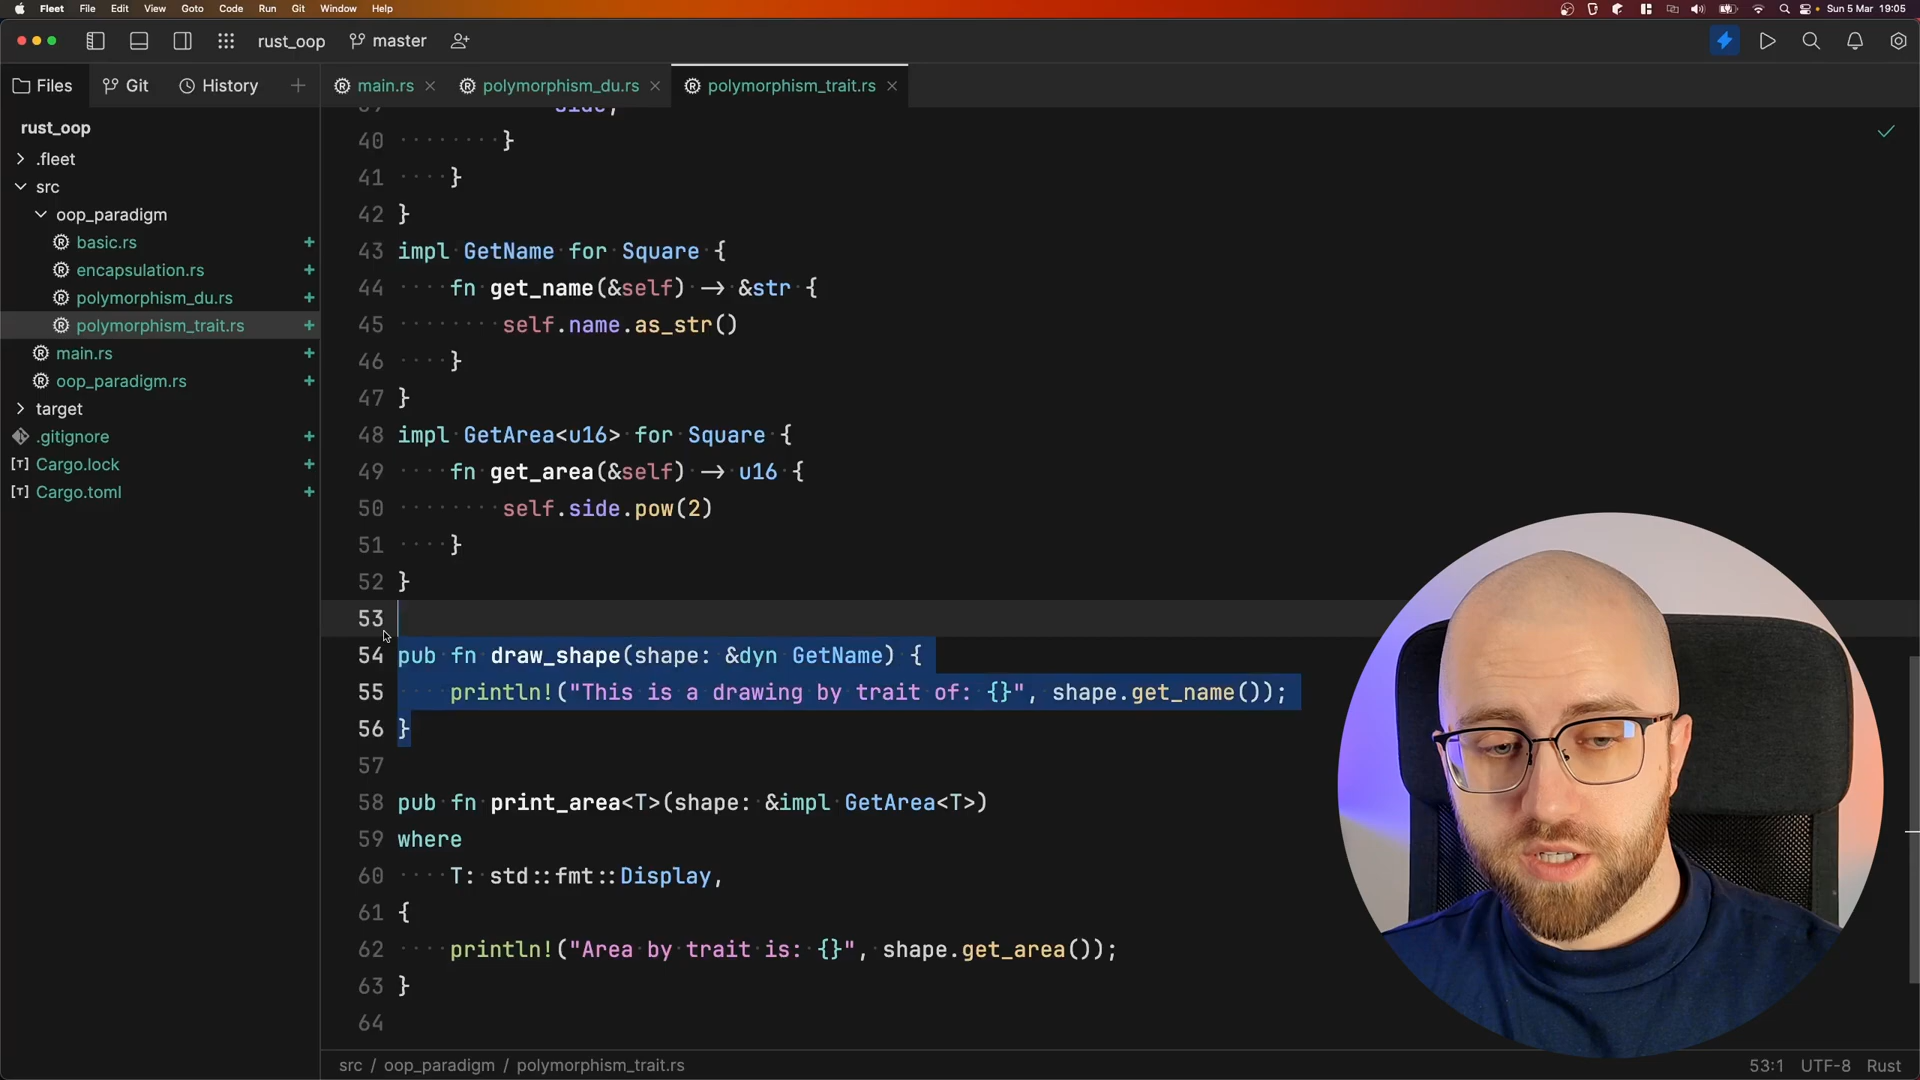 Fleet File Edit View Goto Code Run Git Window Help
Sun 5 Mar 19:05
rust_oop master
Files Git History
main.rs polymorphism_du.rs polymorphism_trait.rs
rust_oop
.fleet
src
oop_paradigm
basic.rs
encapsulation.rs
polymorphism_du.rs
polymorphism_trait.rs
main.rs
oop_paradigm.rs
target
.gitignore
Cargo.lock
Cargo.toml
40 }
41 }
42 }
43 impl GetName for Square {
44 fn get_name(&self) -> &str {
45 self.name.as_str()
46 }
47 }
48 impl GetArea<u16> for Square {
49 fn get_area(&self) -> u16 {
50 self.side.pow(2)
51 }
52 }
53
54 pub fn draw_shape(shape: &dyn GetName) {
55 println!("This is a drawing by trait of: {}", shape.get_name());
56 }
57
58 pub fn print_area<T>(shape: &impl GetArea<T>)
59 where
60 T: std::fmt::Display,
61 {
62 println!("Area by trait is: {}", shape.get_area());
63 }
64
src / oop_paradigm / polymorphism_trait.rs
53:1 UTF-8 Rust